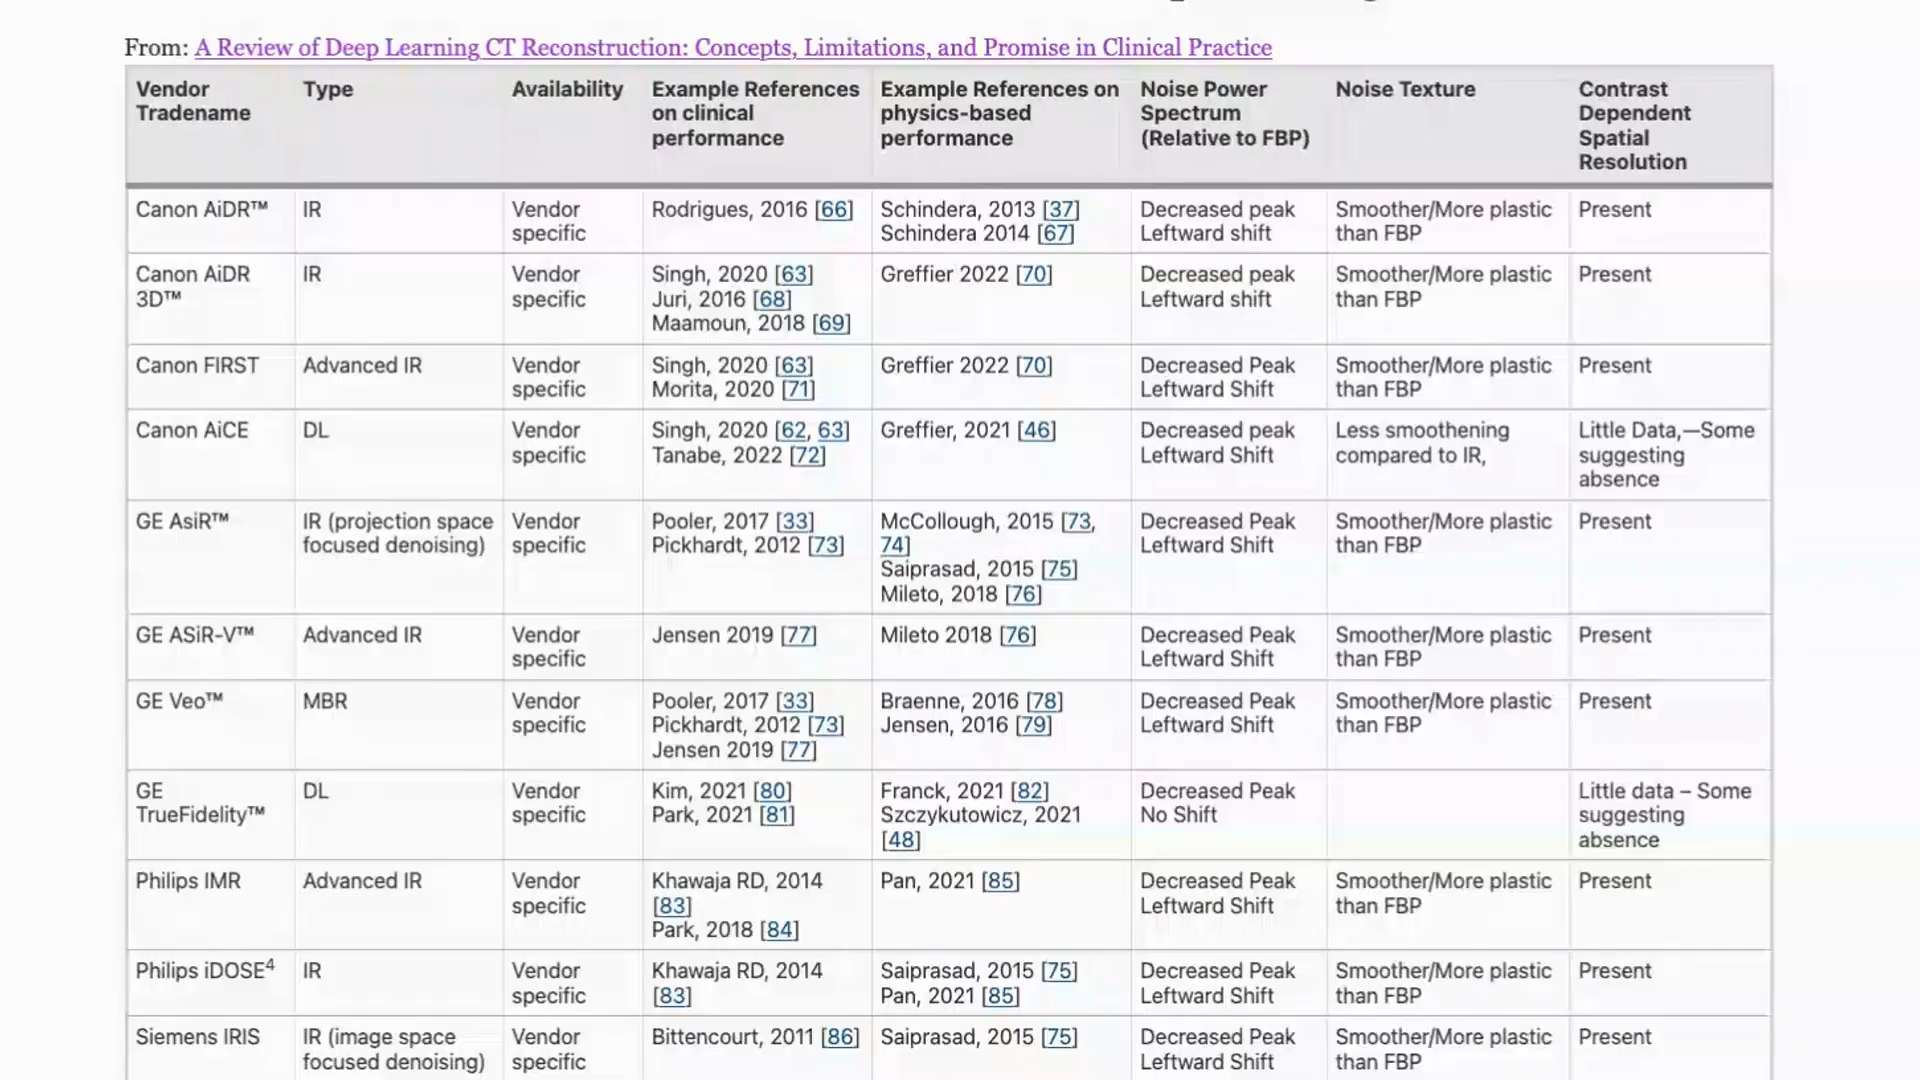 From: A Review of Deep Learning CT Reconstruction: Concepts, Limitations, and Promise in Clinical Practice
Vendor Tradename
Type
Availability
Example References on clinical performance
Example References on physics-based performance
Noise Power Spectrum (Relative to FBP)
Noise Texture
Contrast Dependent Spatial Resolution
Canon AiDR™
IR
Vendor specific
Rodrigues, 2016 [66]
Schindera, 2013 [37]
Schindera 2014 [67]
Decreased peak
Leftward shift
Smoother/More plastic than FBP
Present
Canon AiDR 3D™
IR
Vendor specific
Singh, 2020 [63]
Juri, 2016 [68]
Maamoun, 2018 [69]
Greffier 2022 [70]
Decreased peak
Leftward shift
Smoother/More plastic than FBP
Present
Canon FIRST
Advanced IR
Vendor specific
Singh, 2020 [63]
Morita, 2020 [71]
Greffier 2022 [70]
Decreased Peak
Leftward Shift
Smoother/More plastic than FBP
Present
Canon AiCE
DL
Vendor specific
Singh, 2020 [62, 63]
Tanabe, 2022 [72]
Greffier, 2021 [46]
Decreased peak
Leftward Shift
Less smoothening compared to IR,
Little Data,—Some suggesting absence
GE AsiR™
IR (projection space focused denoising)
Vendor specific
Pooler, 2017 [33]
Pickhardt, 2012 [73]
McCollough, 2015 [73, 74]
Saiprasad, 2015 [75]
Mileto, 2018 [76]
Decreased Peak
Leftward Shift
Smoother/More plastic than FBP
Present
GE ASiR-V™
Advanced IR
Vendor specific
Jensen 2019 [77]
Mileto 2018 [76]
Decreased Peak
Leftward Shift
Smoother/More plastic than FBP
Present
GE Veo™
MBR
Vendor specific
Pooler, 2017 [33]
Pickhardt, 2012 [73]
Jensen 2019 [77]
Braenne, 2016 [78]
Jensen, 2016 [79]
Decreased Peak
Leftward Shift
Smoother/More plastic than FBP
Present
GE TrueFidelity™
DL
Vendor specific
Kim, 2021 [80]
Park, 2021 [81]
Franck, 2021 [82]
Szczykutowicz, 2021 [48]
Decreased Peak
No Shift
Little data – Some suggesting absence
Philips IMR
Advanced IR
Vendor specific
Khawaja RD, 2014 [83]
Park, 2018 [84]
Pan, 2021 [85]
Decreased Peak
Leftward Shift
Smoother/More plastic than FBP
Present
Philips iDOSE⁴
IR
Vendor specific
Khawaja RD, 2014 [83]
Saiprasad, 2015 [75]
Pan, 2021 [85]
Decreased Peak
Leftward Shift
Smoother/More plastic than FBP
Present
Siemens IRIS
IR (image space focused denoising)
Vendor specific
Bittencourt, 2011 [86]
Saiprasad, 2015 [75]
Decreased Peak
Leftward Shift
Smoother/More plastic than FBP
Present